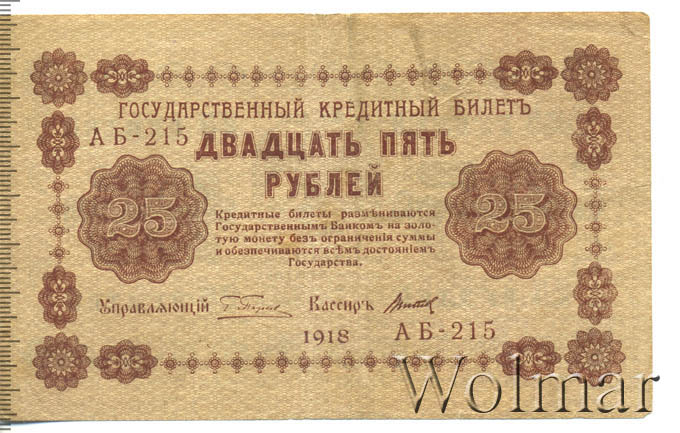 ГОСУДАРСТВЕННЫЙ КРЕДИТНЫЙ БИЛЕТЪ
АБ-215
ДВАДЦАТЬ ПЯТЬ
РУБЛЕЙ
25
25
Кредитные билеты размѣниваются
Государственнымъ Банкомъ на золо-
тую монету безъ ограниченія суммы
и обезпечиваются всѣмъ достояніемъ
Государства.
Управляющій
Кассиръ
1918
АБ-215
Wolmar